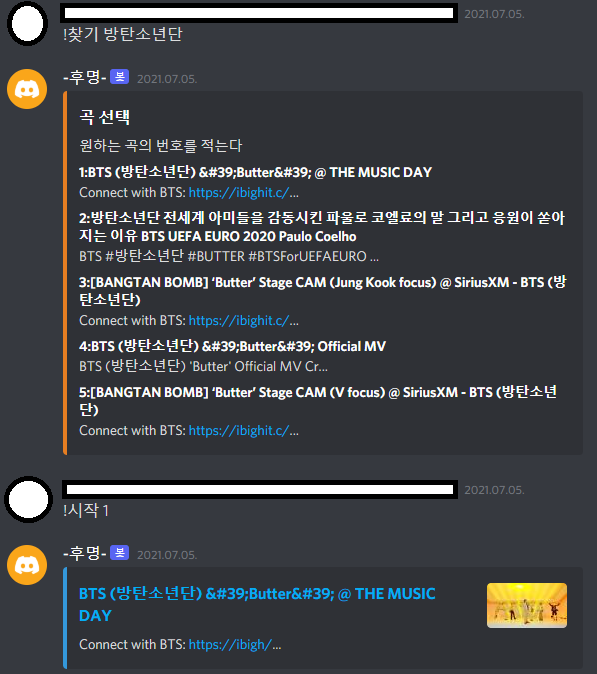 2021.07.05.
!찾기 방탄소년단
-후명- 봇 2021.07.05.
곡 선택
원하는 곡의 번호를 적는다
1:BTS (방탄소년단) &#39;Butter&#39; @ THE MUSIC DAY
Connect with BTS: https://ibighit.c/...
2:방탄소년단 전세계 아미들을 감동시킨 파울로 코엘료의 말 그리고 응원이 쏟아
지는 이유 BTS UEFA EURO 2020 Paulo Coelho
BTS #방탄소년단 #BUTTER #BTSForUEFAEURO ...
3:[BANGTAN BOMB] ‘Butter’ Stage CAM (Jung Kook focus) @ SiriusXM - BTS (방
탄소년단)
Connect with BTS: https://ibighit.c/...
4:BTS (방탄소년단) &#39;Butter&#39; Official MV
BTS (방탄소년단) 'Butter' Official MV Cr...
5:[BANGTAN BOMB] ‘Butter’ Stage CAM (V focus) @ SiriusXM - BTS (방탄소년
단)
Connect with BTS: https://ibighit.c/...
2021.07.05.
!시작 1
-후명- 봇 2021.07.05.
BTS (방탄소년단) &#39;Butter&#39; @ THE MUSIC
DAY
Connect with BTS: https://ibigh/...